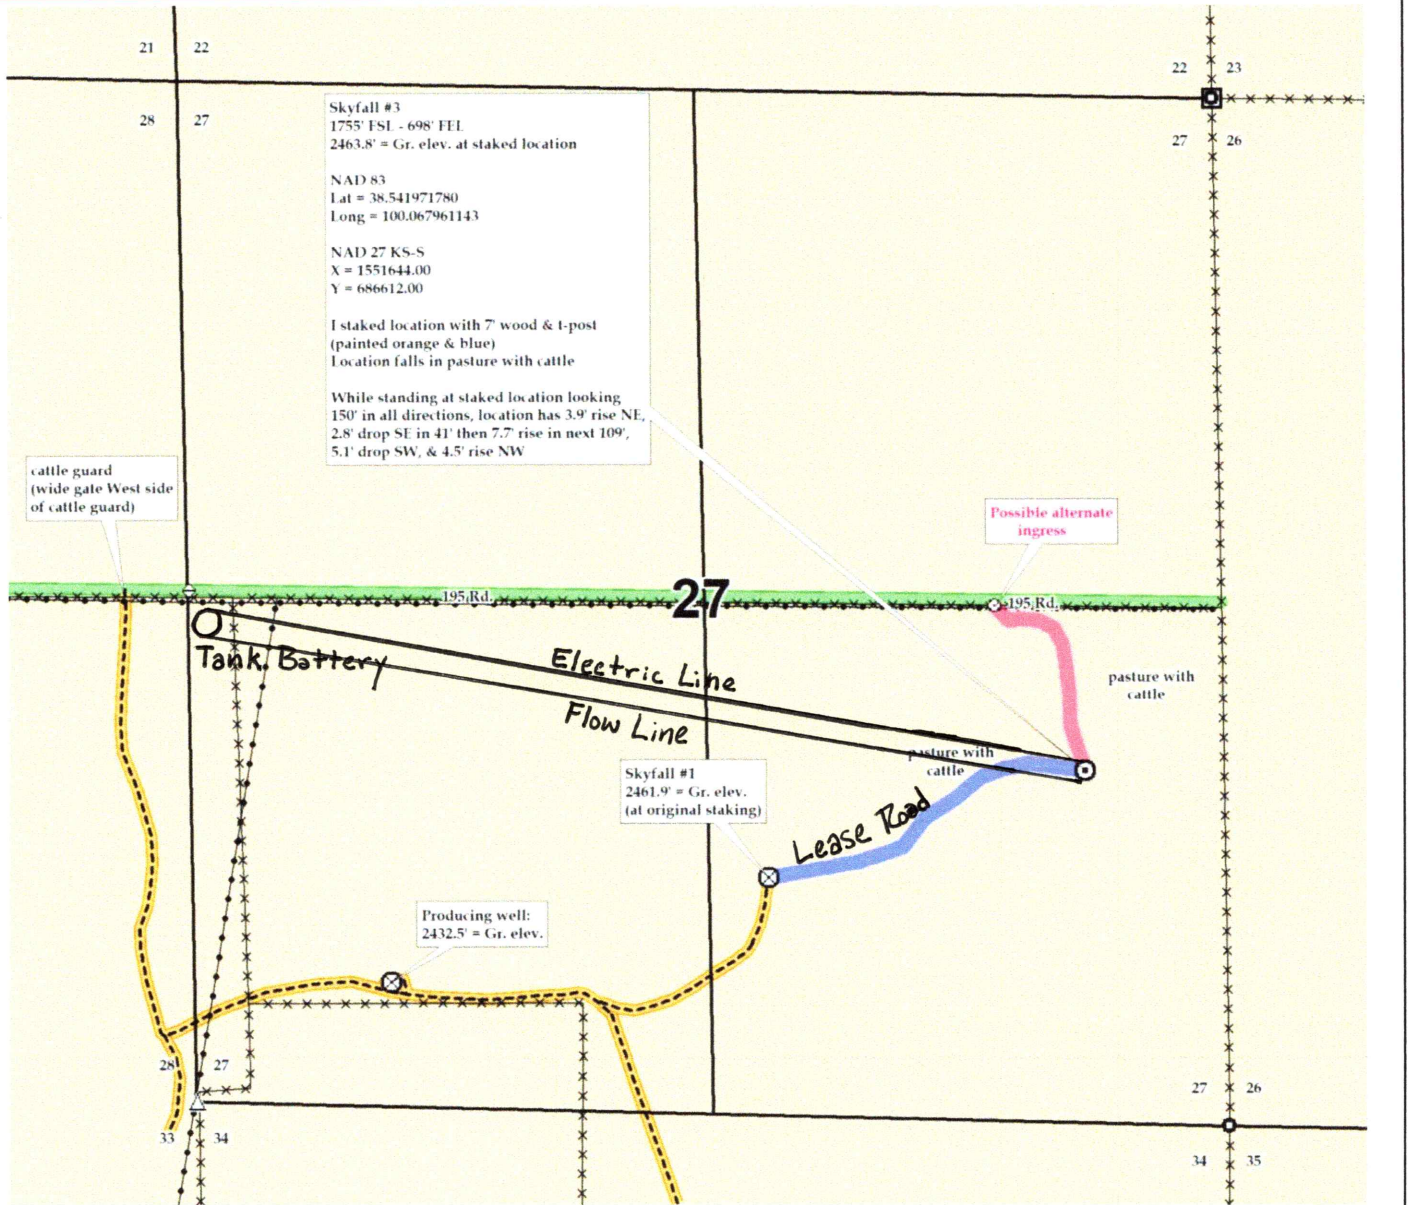 21 22
22 23
28 27
27 26
Skyfall #3
1755' FSL - 698' FEL
2463.8' = Gr. elev. at staked location
NAD 83
Lat = 38.541971780
Long = 100.067961143
NAD 27 KS-S
X = 1551644.00
Y = 686612.00
I staked location with 7' wood & t-post
(painted orange & blue)
Location falls in pasture with cattle
While standing at staked location looking
150' in all directions, location has 3.9' rise NE,
2.8' drop SE in 41' then 7.7' rise in next 109',
5.1' drop SW, & 4.5' rise NW
cattle guard
(wide gate West side
of cattle guard)
Possible alternate
ingress
195 Rd.
27
195 Rd.
Tank Battery
Electric Line
Flow Line
pasture with
cattle
pasture with
cattle
Skyfall #1
2461.9' = Gr. elev.
(at original staking)
Lease Road
Producing well:
2432.5' = Gr. elev.
28 27
27 26
33 34
34 35